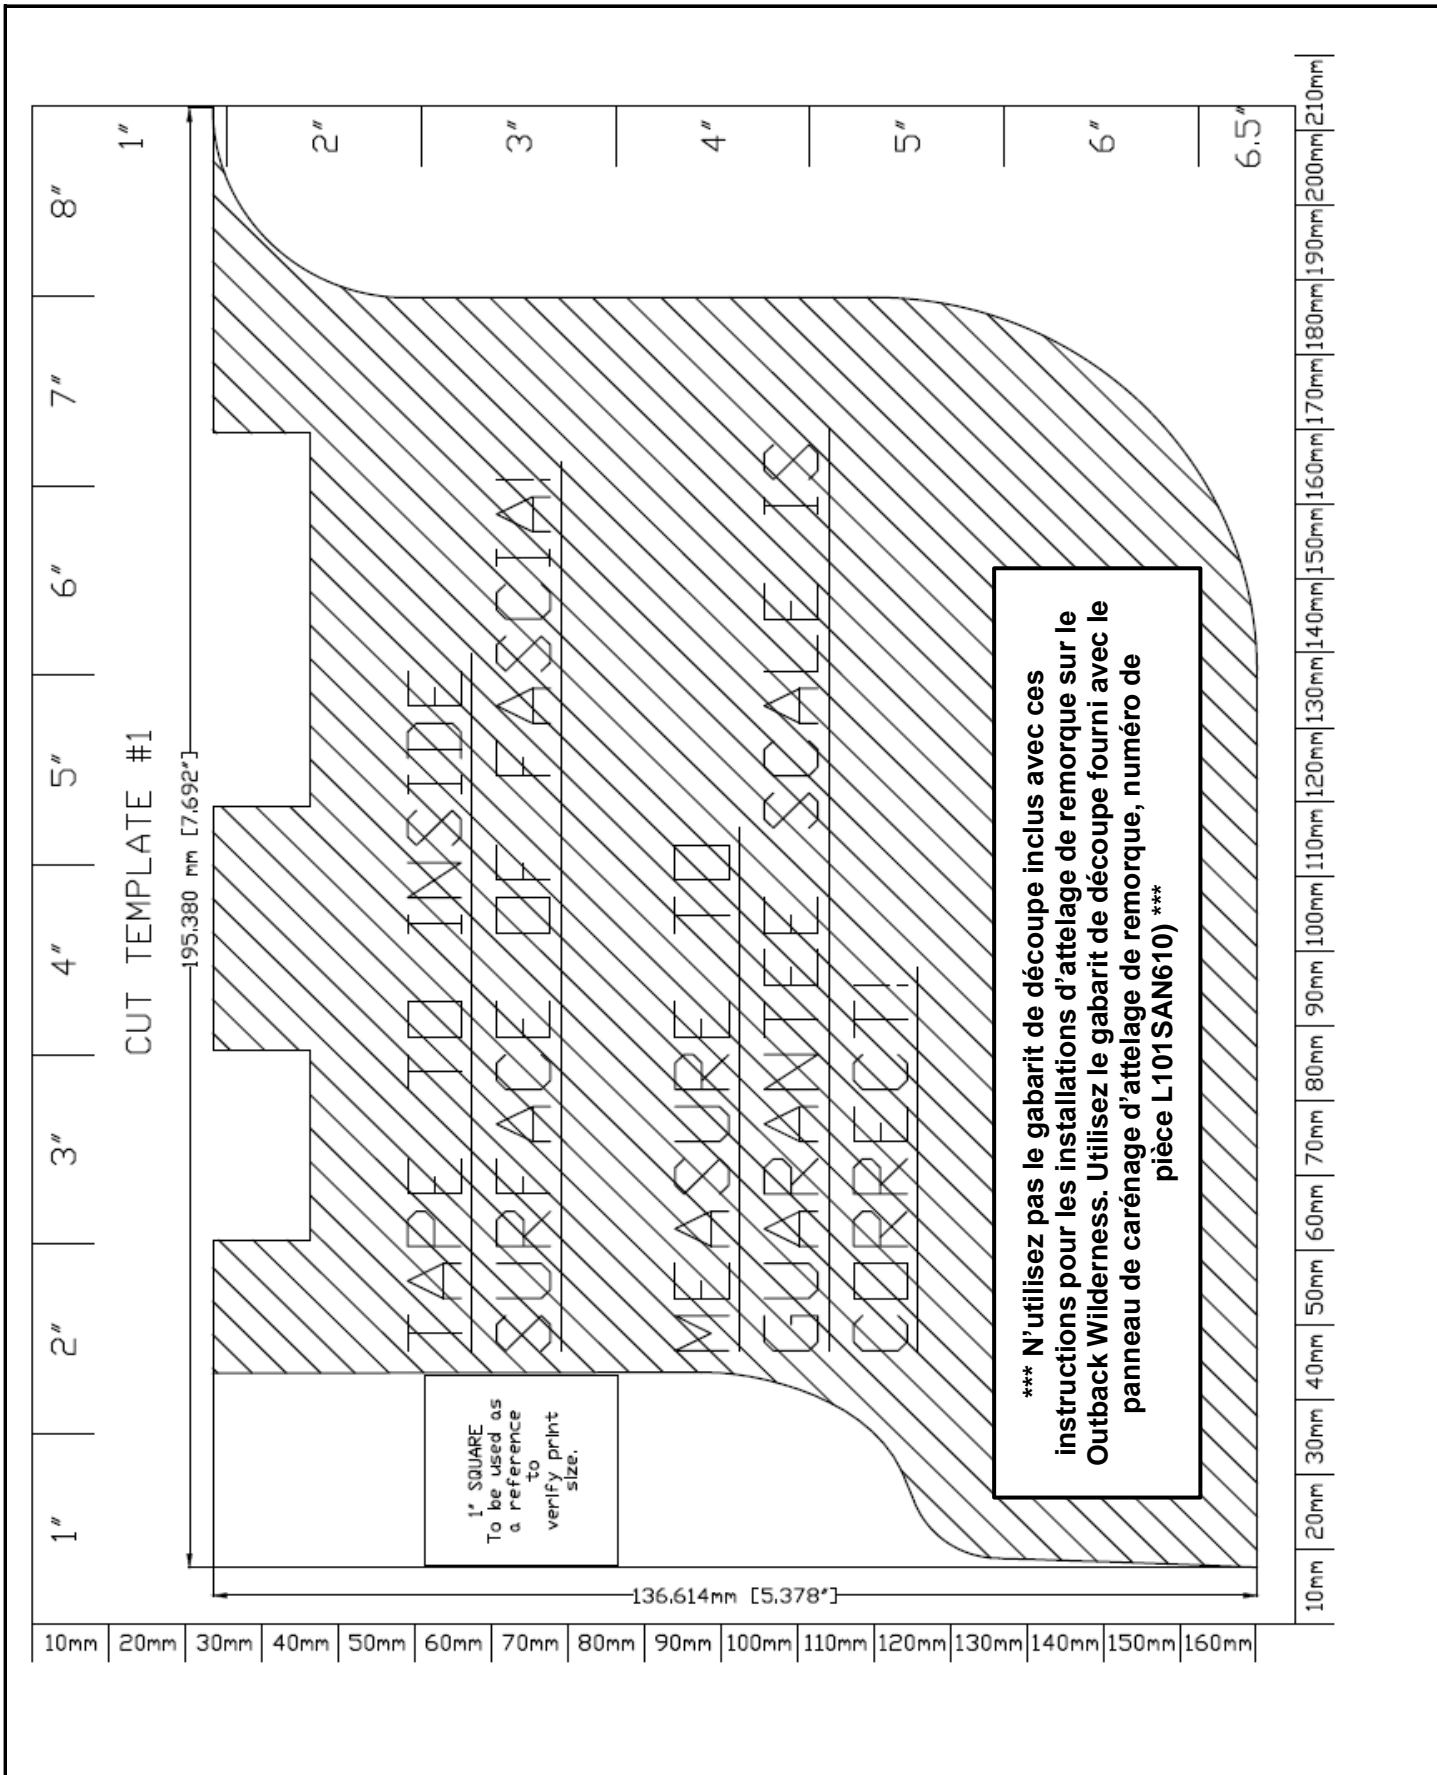 1"
2"
3"
4"
5"
6"
7"
8"
1"
2"
3"
4"
5"
6"
6.5"
CUT TEMPLATE #1
195.380 mm [7.692"]
TAPE TO INSIDE
SURFACE OF FASCIA!
MEASURE TO
GUARANTEE SCALE IS
CORRECT!
1" SQUARE
To be used as
a reference
to
verify print
size.
*** N'utilisez pas le gabarit de découpe inclus avec ces
instructions pour les installations d'attelage de remorque sur le
Outback Wilderness. Utilisez le gabarit de découpe fourni avec le
panneau de carénage d'attelage de remorque, numéro de
pièce L101SAN610) ***
136.614mm [5.378"]
10mm
20mm
30mm
40mm
50mm
60mm
70mm
80mm
90mm
100mm
110mm
120mm
130mm
140mm
150mm
160mm
10mm
20mm
30mm
40mm
50mm
60mm
70mm
80mm
90mm
100mm
110mm
120mm
130mm
140mm
150mm
160mm
170mm
180mm
190mm
200mm
210mm